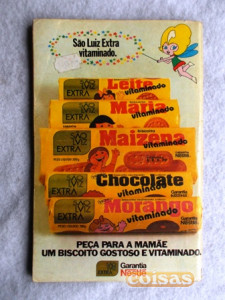 São Luiz Extra
vitaminado.
Leite
vitaminado
EXTRA
Maria
vitaminado
EXTRA
Maizena
vitaminado
EXTRA
Chocolate
vitaminado
EXTRA
Morango
vitaminado
EXTRA
PEÇA PARA A MAMÃE
UM BISCOITO GOSTOSO E VITAMINADO.
EXTRA
Garantia
Nestlé
coisas